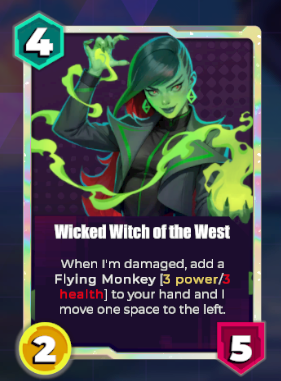 4
Wicked Witch of the West
When I'm damaged, add a
Flying Monkey [3 power/3
health] to your hand and I
move one space to the left.
2
5